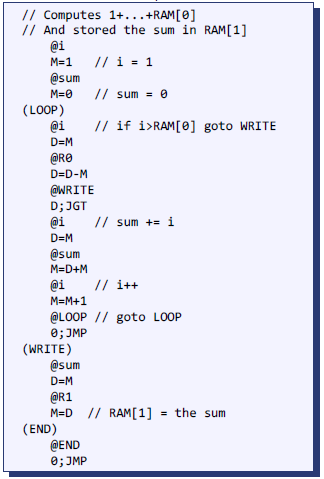 // Computes 1+...+RAM[0]
// And stored the sum in RAM[1]
@i
M=1 // i = 1
@sum
M=0 // sum = 0
(LOOP)
@i // if i>RAM[0] goto WRITE
D=M
@R0
D=D-M
@WRITE
D;JGT
@i // sum += i
D=M
@sum
M=D+M
@i // i++
M=M+1
@LOOP // goto LOOP
0;JMP
(WRITE)
@sum
D=M
@R1
M=D // RAM[1] = the sum
(END)
@END
0;JMP